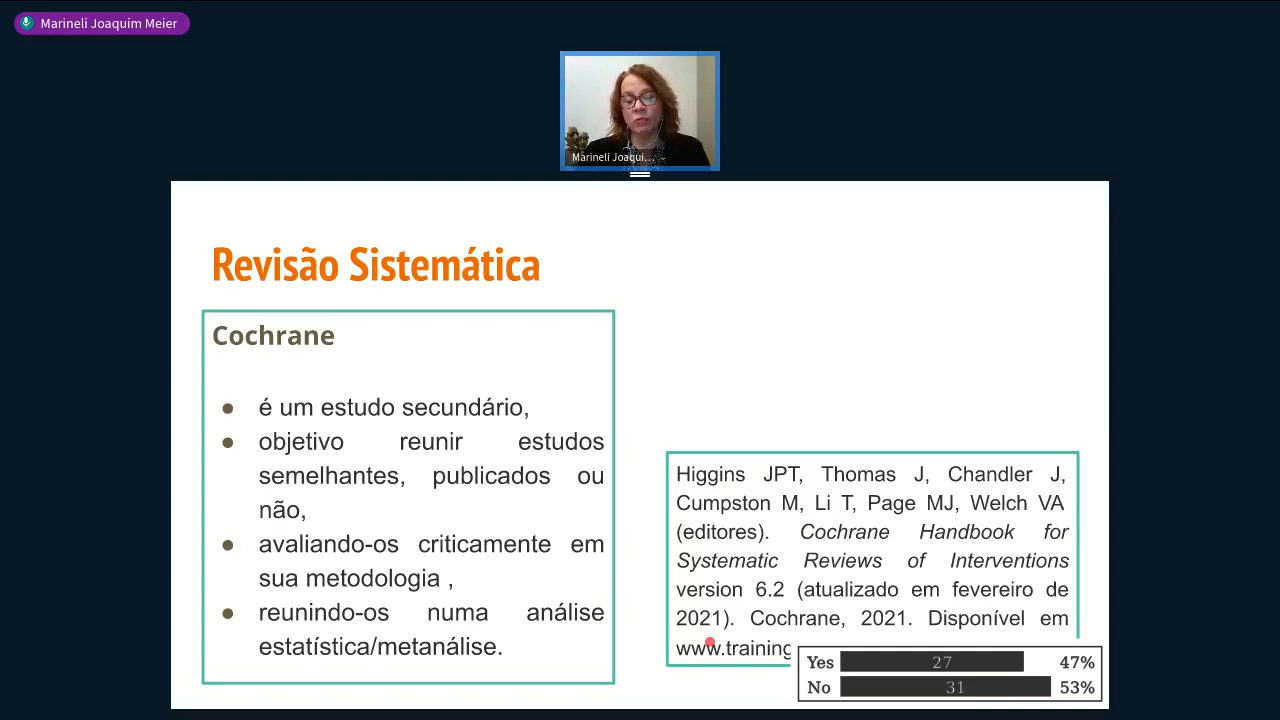 Marineli Joaquim Meier
Marineli Joaqui...
Revisão Sistemática
Cochrane
● é um estudo secundário,
● objetivo reunir estudos
semelhantes, publicados ou
não,
● avaliando-os criticamente em
sua metodologia ,
● reunindo-os numa análise
estatística/metanálise.
Higgins JPT, Thomas J, Chandler J,
Cumpston M, Li T, Page MJ, Welch VA
(editores). Cochrane Handbook for
Systematic Reviews of Interventions
version 6.2 (atualizado em fevereiro de
2021). Cochrane, 2021. Disponível em
www.training
Yes 27 47%
No 31 53%